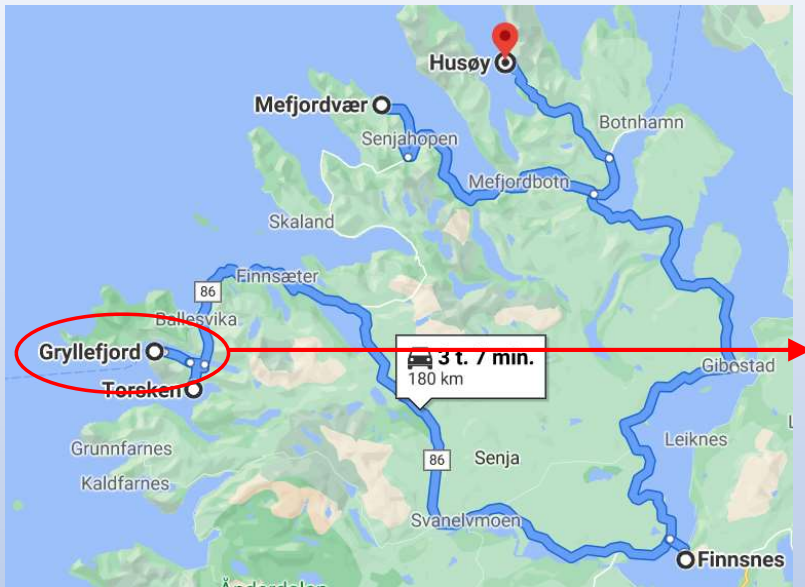 Husøy
Mefjordvær
Botnhamn
Senjahopen
Mefjordbotn
Skaland
Finnsæter
86
Ballesvika
Gryllefjord
3 t. 7 min.
180 km
Gibostad
Torsken
Leiknes
Grunnfarnes
86
Senja
Kaldfarnes
Svanelvmoen
Finnsnes
Ånderdalen